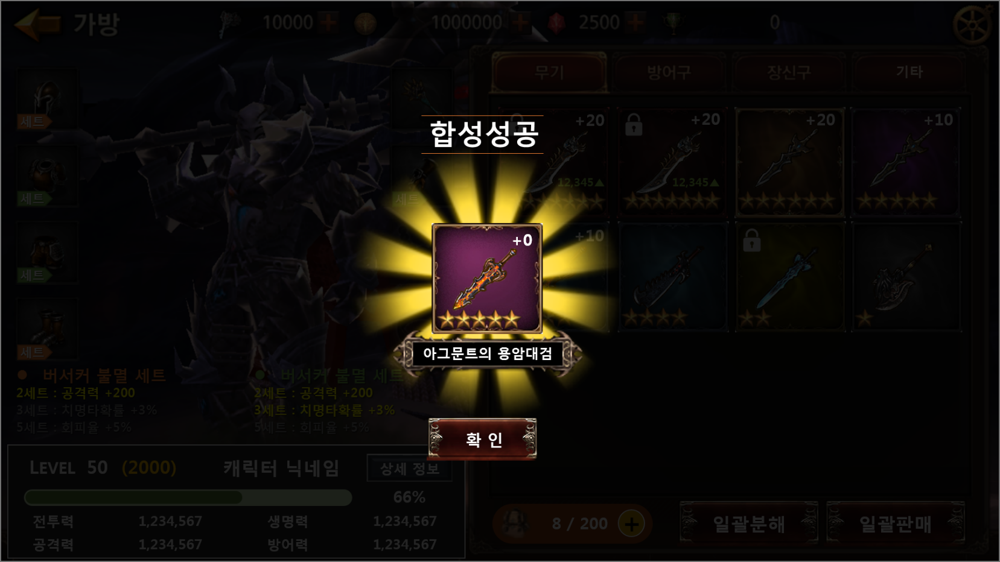 가방
10000
1000000
2500
0
무기
방어구
장신구
기타
세트
세트
세트
세트
세트
+20
+20
+20
+10
12,345
12,345
+10
합성성공
+0
아그문트의 용암대검
확 인
버서커 불멸 세트
2세트 : 공격력 +200
3세트 : 치명타확률 +3%
5세트 : 회피율 +5%
버서커 불멸 세트
2세트 : 공격력 +200
3세트 : 치명타확률 +3%
5세트 : 회피율 +5%
LEVEL 50 (2000)
캐릭터 닉네임
상세 정보
66%
전투력 1,234,567
생명력 1,234,567
공격력 1,234,567
방어력 1,234,567
8 / 200
일괄분해
일괄판매